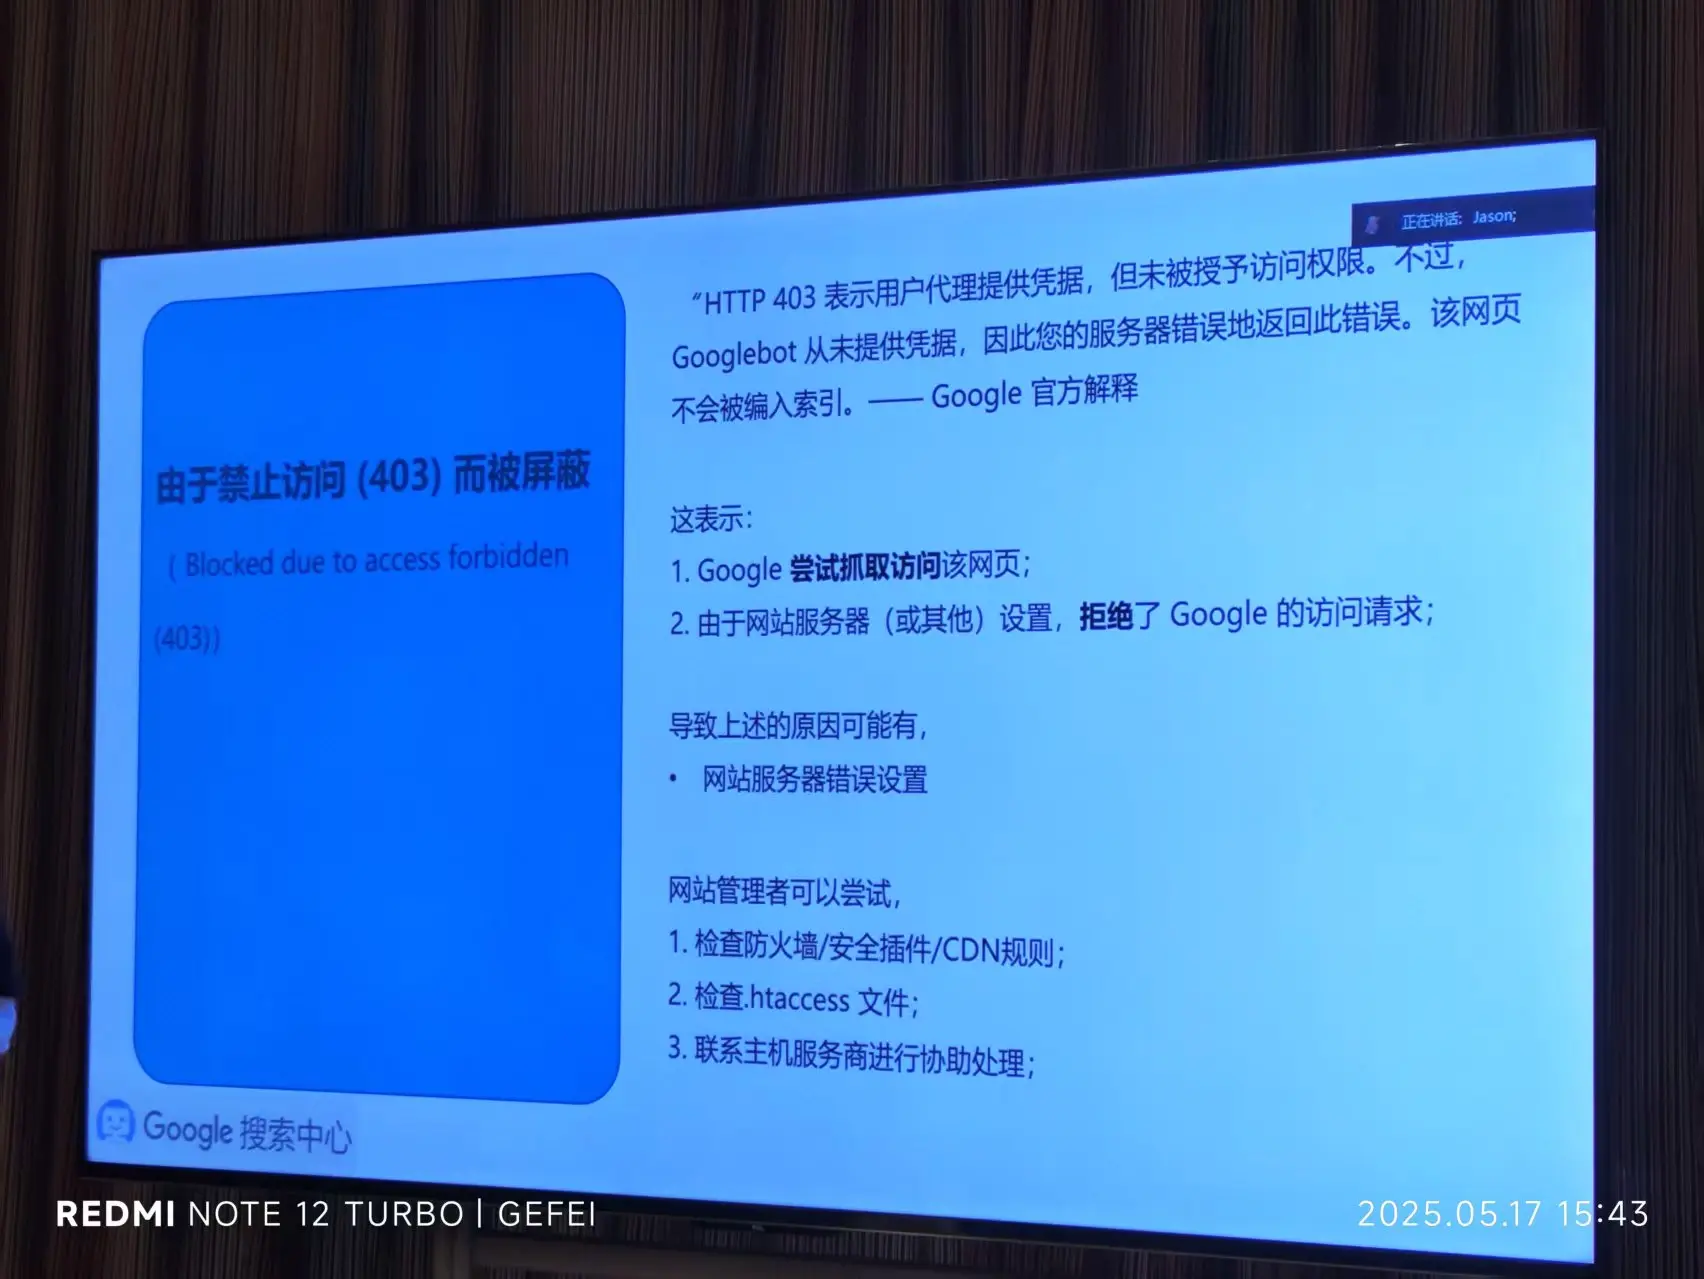 正在讲话: Jason;
“HTTP 403 表示用户代理提供凭据，但未被授予访问权限。不过，
Googlebot 从未提供凭据，因此您的服务器错误地返回此错误。该网页
不会被编入索引。—— Google 官方解释
由于禁止访问 (403) 而被屏蔽
（ Blocked due to access forbidden
(403)）
这表示：
1. Google 尝试抓取访问该网页；
2. 由于网站服务器（或其他）设置，拒绝了 Google 的访问请求；
导致上述的原因可能有，
• 网站服务器错误设置
网站管理者可以尝试，
1. 检查防火墙/安全插件/CDN规则；
2. 检查.htaccess 文件；
3. 联系主机服务商进行协助处理；
Google 搜索中心
REDMI NOTE 12 TURBO | GEFEI
2025.05.17 15:43